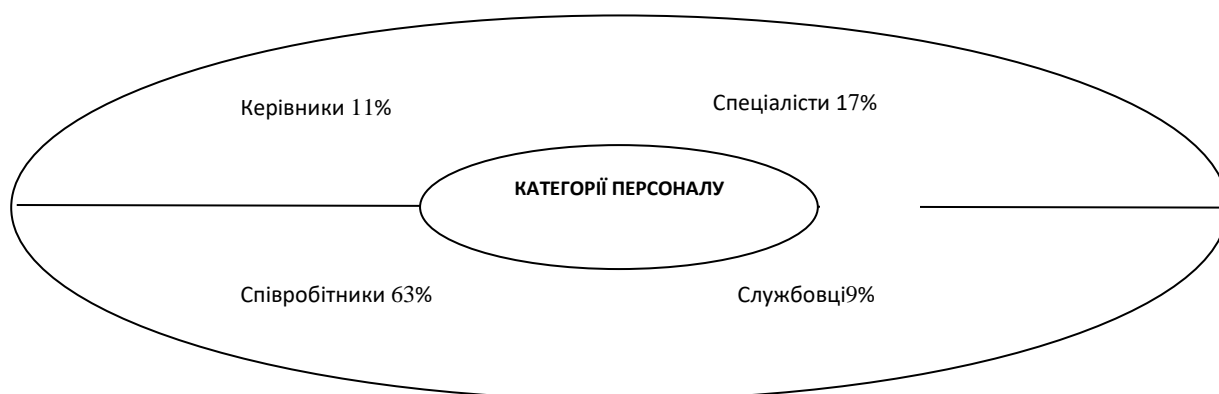 Керівники 11%
Спеціалісти 17%
КАТЕГОРІЇ ПЕРСОНАЛУ
Співробітники 63%
Службовці9%